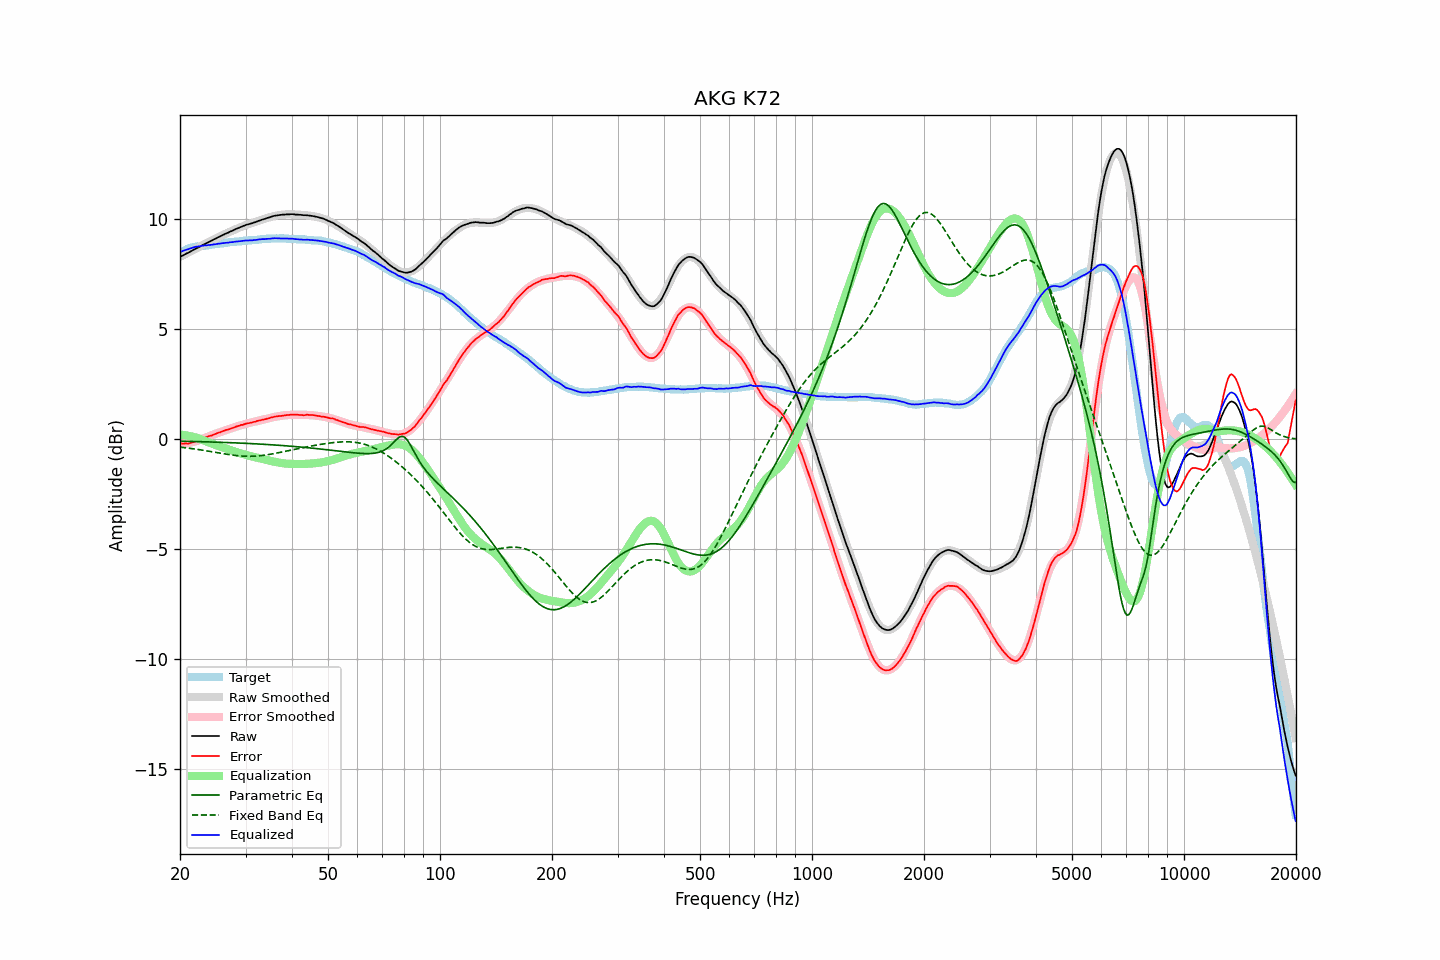 AKG K72
Amplitude (dBr)
10
5
0
−5
−10
−15
Target
Raw Smoothed
Error Smoothed
Raw
Error
Equalization
Parametric Eq
Fixed Band Eq
Equalized
20 50 100 200 500 1000 2000 5000 10000 20000
Frequency (Hz)